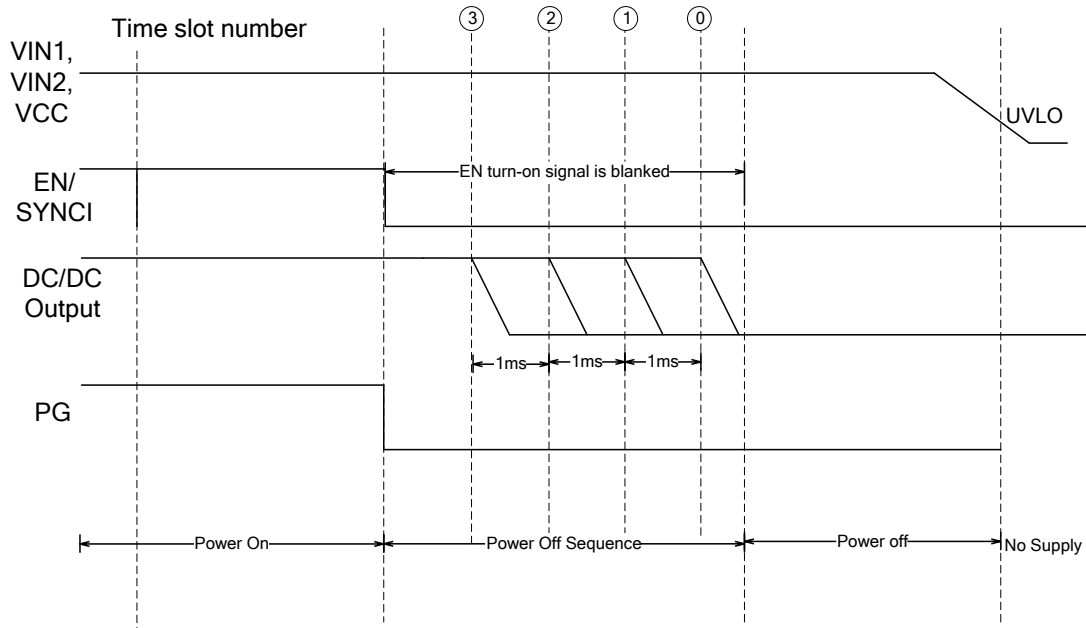 Time slot number
3
2
1
0
VIN1,
VIN2,
VCC
UVLO
EN turn-on signal is blanked
EN/
SYNCI
DC/DC
Output
1ms
1ms
1ms
PG
Power On
Power Off Sequence
Power off
No Supply